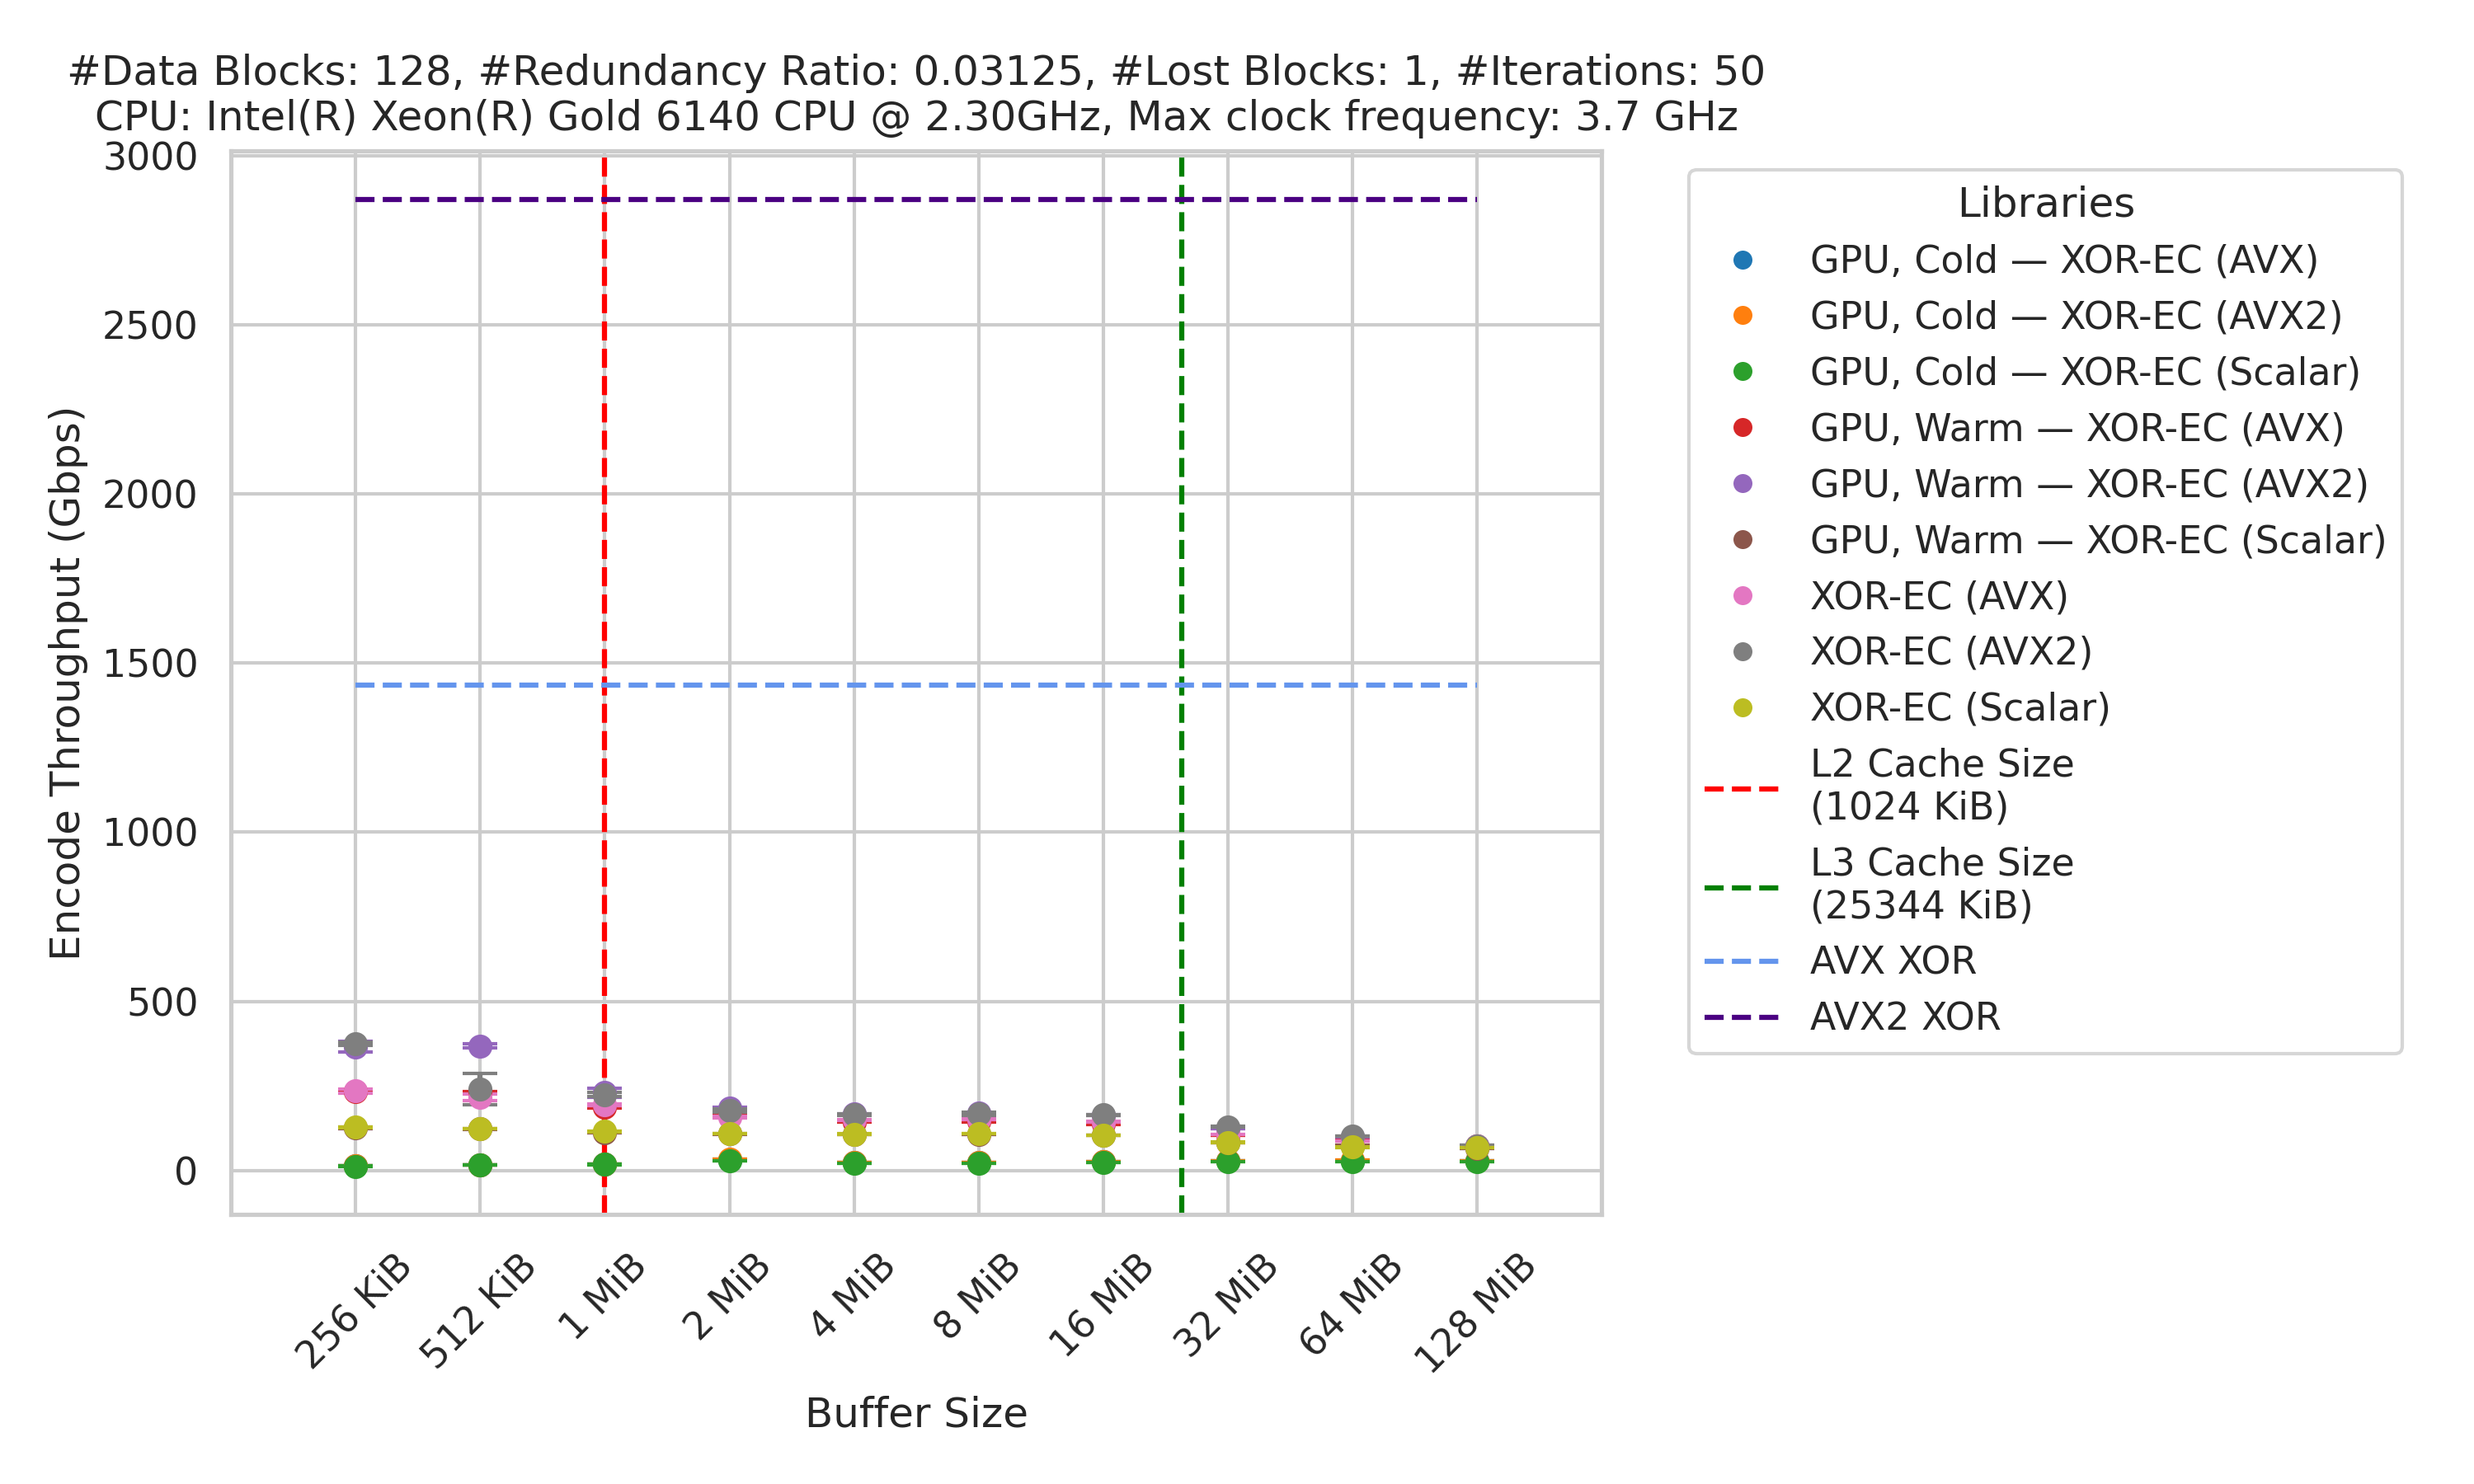 #Data Blocks: 128, #Redundancy Ratio: 0.03125, #Lost Blocks: 1, #Iterations: 50
CPU: Intel(R) Xeon(R) Gold 6140 CPU @ 2.30GHz, Max clock frequency: 3.7 GHz
Encode Throughput (Gbps)
3000
2500
2000
1500
1000
500
0
256 KiB
512 KiB
1 MiB
2 MiB
4 MiB
8 MiB
16 MiB
32 MiB
64 MiB
128 MiB
Buffer Size
Libraries
GPU, Cold — XOR-EC (AVX)
GPU, Cold — XOR-EC (AVX2)
GPU, Cold — XOR-EC (Scalar)
GPU, Warm — XOR-EC (AVX)
GPU, Warm — XOR-EC (AVX2)
GPU, Warm — XOR-EC (Scalar)
XOR-EC (AVX)
XOR-EC (AVX2)
XOR-EC (Scalar)
L2 Cache Size
(1024 KiB)
L3 Cache Size
(25344 KiB)
AVX XOR
AVX2 XOR